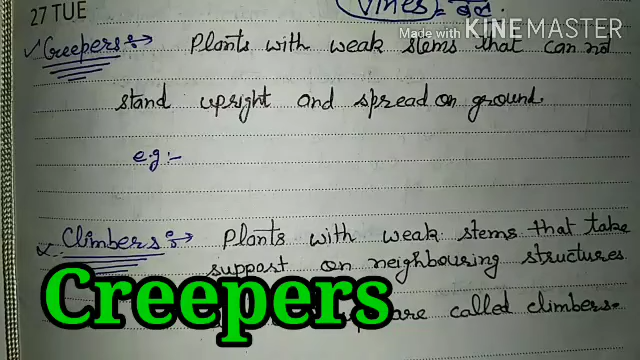 27 TUE
(Vines) = बेल
Made with KINEMASTER
Creepers :→ Plants with weak stems that can not
stand upright and spread on ground.
e.g:-
Climbers :→ Plants with weak stems that take
support on neighbouring structures
Creepers
are called climbers.